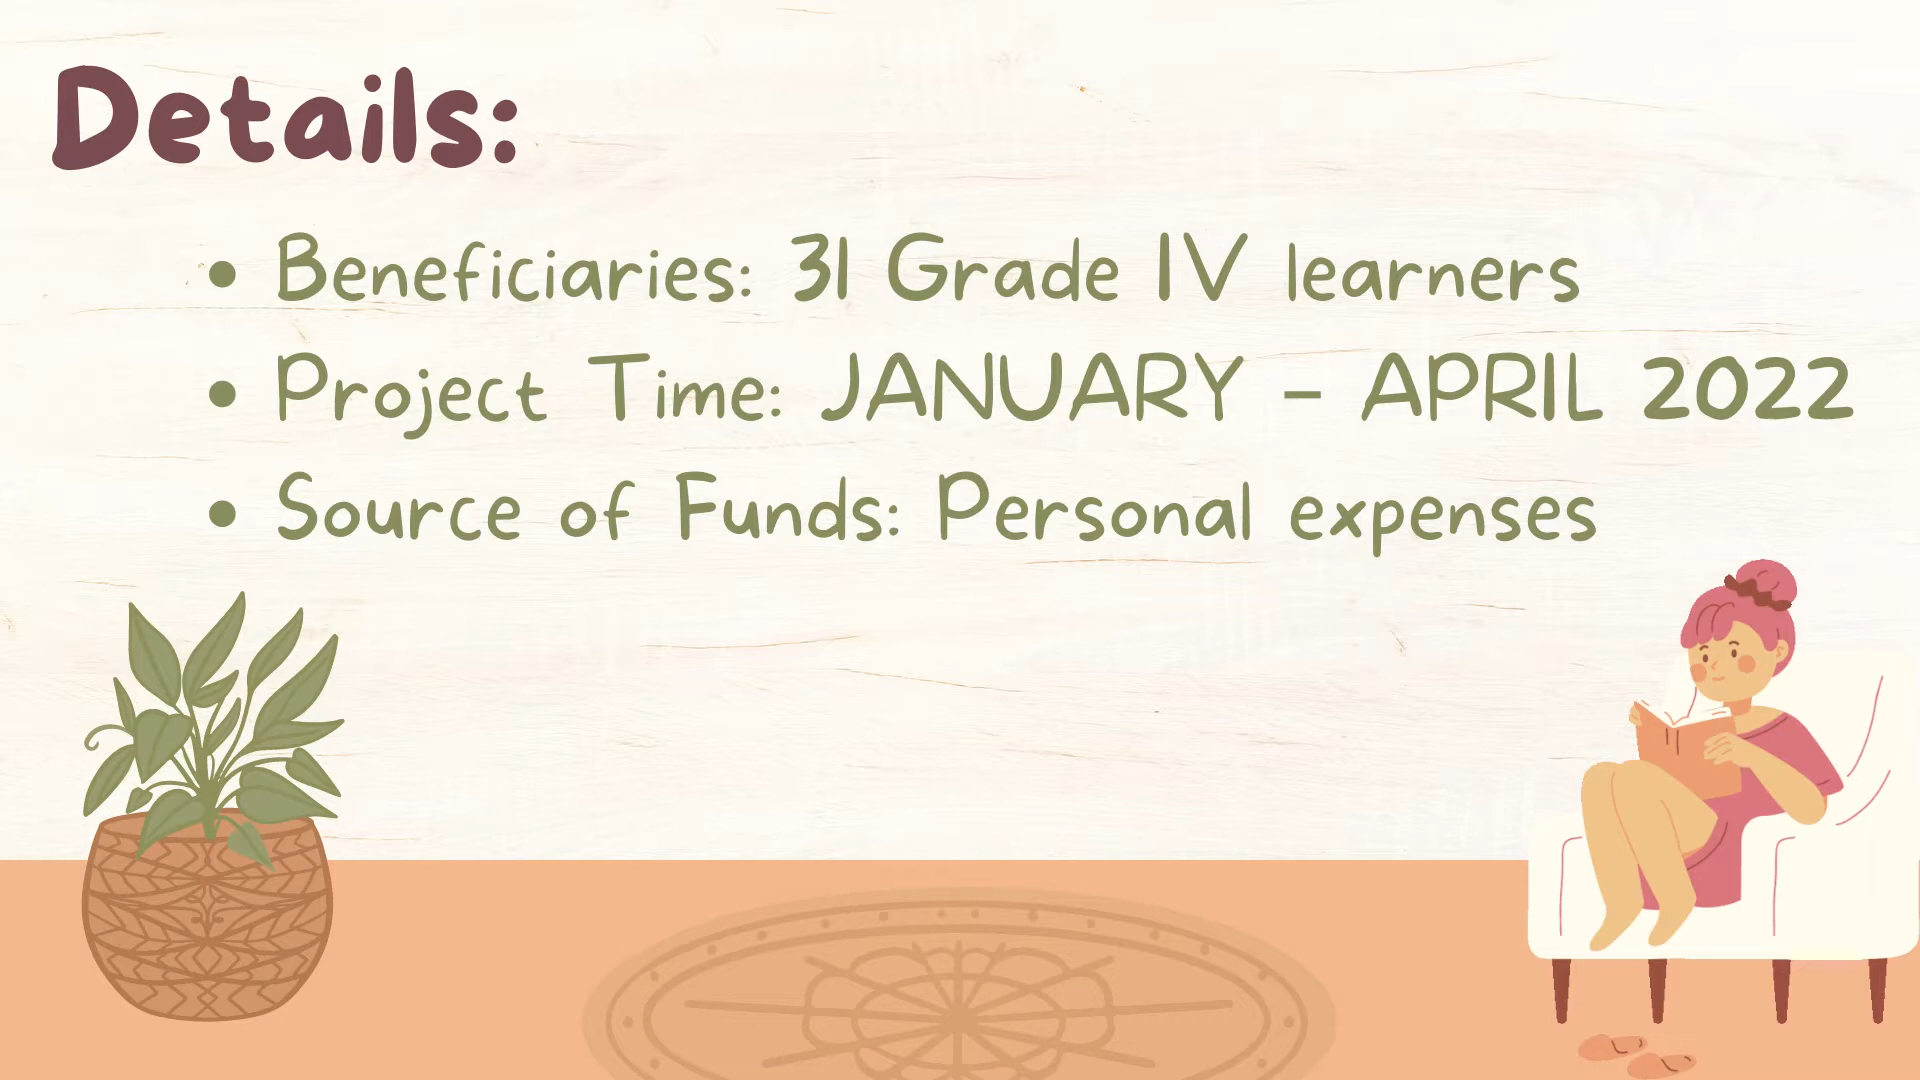 Details:
• Beneficiaries: 31 Grade IV learners
• Project Time: JANUARY - APRIL 2022
• Source of Funds: Personal expenses